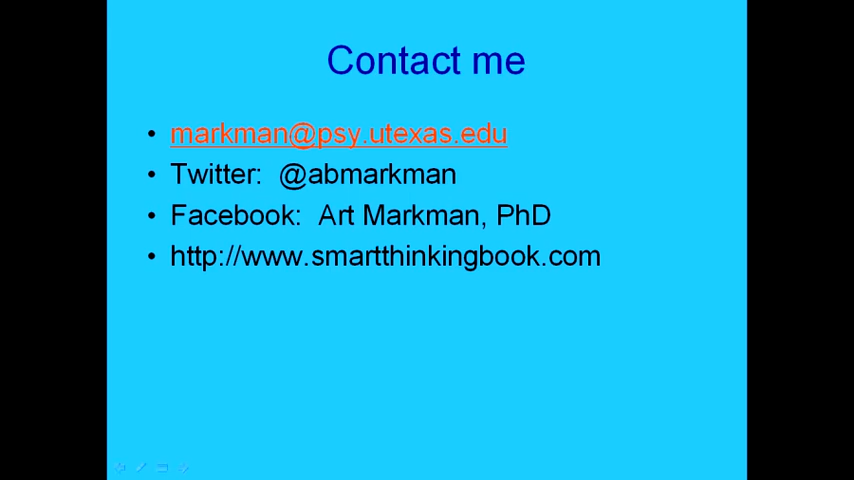 Contact me
• markman@psy.utexas.edu
• Twitter: @abmarkman
• Facebook: Art Markman, PhD
• http://www.smartthinkingbook.com